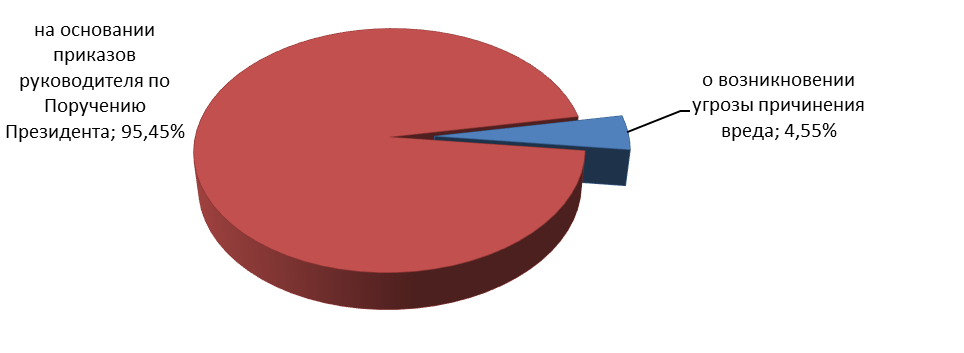 на основании
приказов
руководителя по
Поручению
Президента; 95,45%
о возникновении
угрозы причинения
вреда; 4,55%